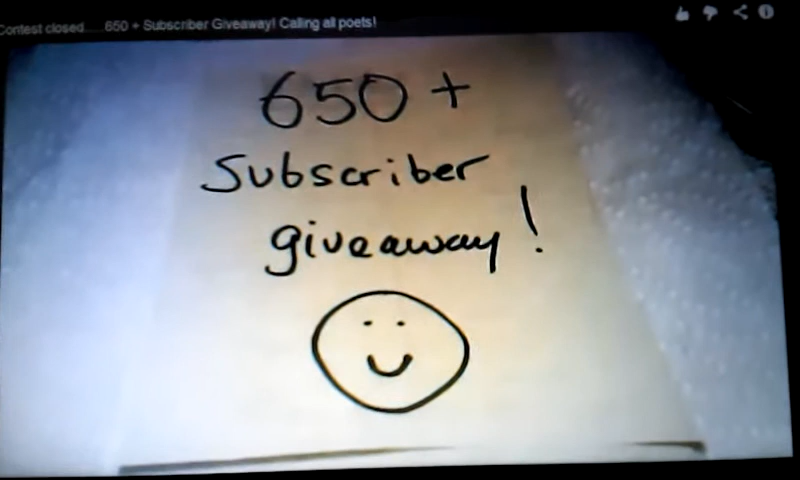 Contest closed.....650 + Subscriber Giveaway! Calling all poets!
650 +
Subscriber
giveaway!